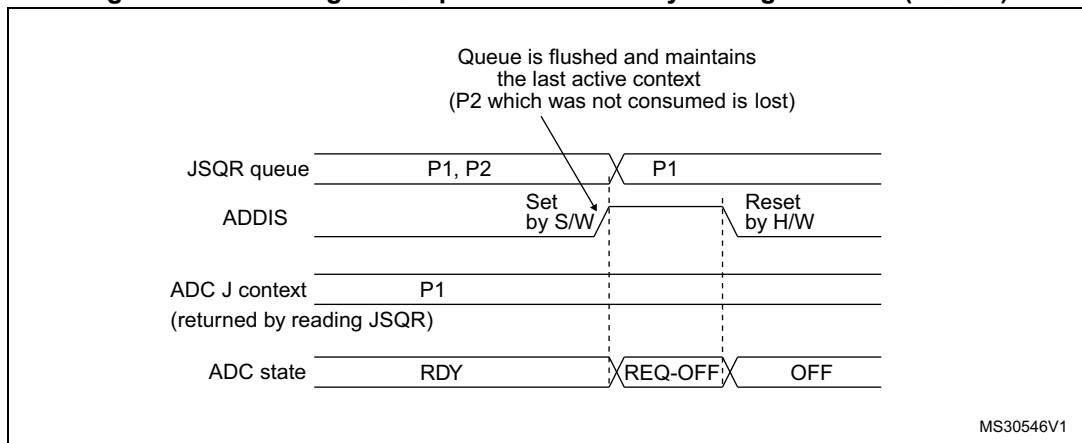 Queue is flushed and maintains
the last active context
(P2 which was not consumed is lost)
JSQR queue
P1, P2
P1
ADDIS
Set
by S/W
Reset
by H/W
ADC J context
(returned by reading JSQR)
P1
ADC state
RDY
REQ-OFF
OFF
MS30546V1